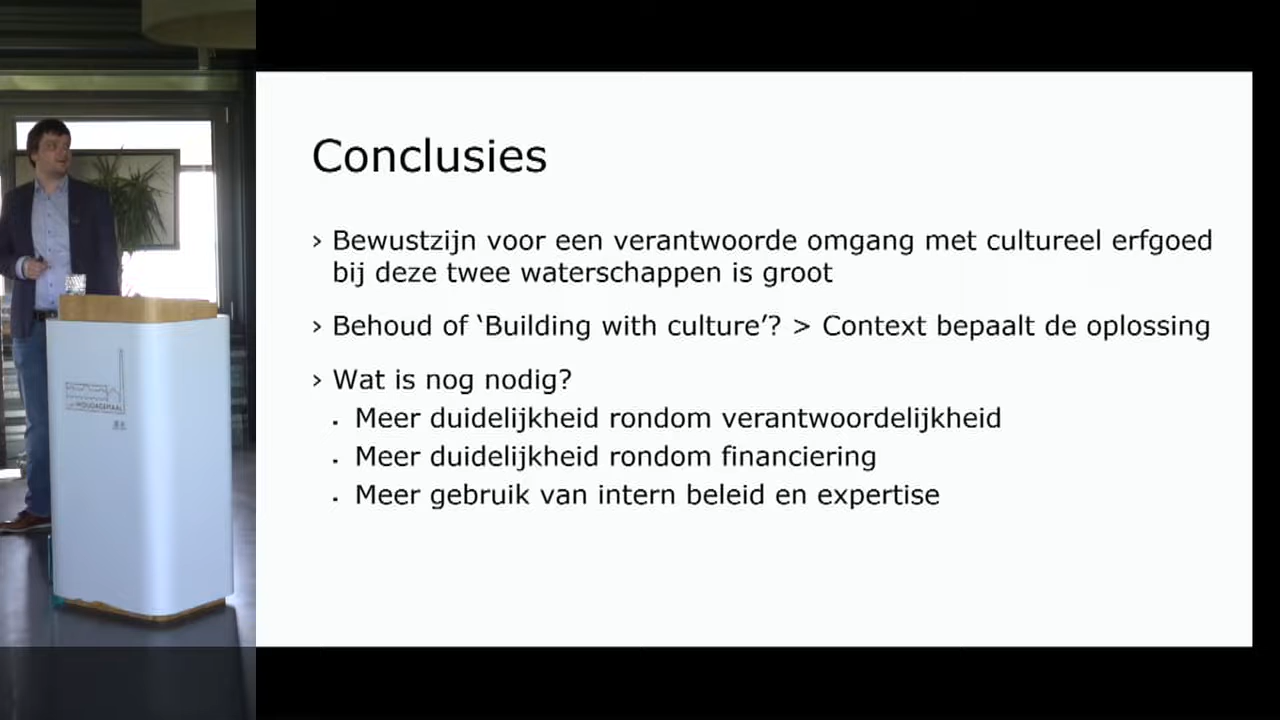 Conclusies
› Bewustzijn voor een verantwoorde omgang met cultureel erfgoed
bij deze twee waterschappen is groot
› Behoud of ‘Building with culture’? > Context bepaalt de oplossing
› Wat is nog nodig?
▪ Meer duidelijkheid rondom verantwoordelijkheid
▪ Meer duidelijkheid rondom financiering
▪ Meer gebruik van intern beleid en expertise
WOUDAGEMAAL